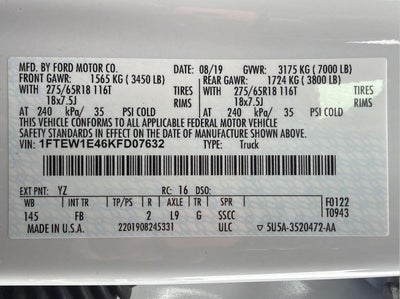 MFD. BY FORD MOTOR CO. 08/19 GVWR: 3175 KG (7000 LB)
FRONT GAWR: 1565 KG (3450 LB) REAR GAWR: 1724 KG (3800 LB)
WITH 275/65R18 116T TIRES WITH 275/65R18 116T TIRES
18x7.5J RIMS 18x7.5J RIMS
AT 240 kPa/ 35 PSI COLD AT 240 kPa/ 35 PSI COLD
THIS VEHICLE CONFORMS TO ALL APPLICABLE FEDERAL MOTOR VEHICLE
SAFETY STANDARDS IN EFFECT ON THE DATE OF MANUFACTURE SHOWN ABOVE.
VIN: 1FTEW1E46KFD07632 TYPE: Truck
EXT PNT: YZ RC: 16 DSO: F0122
WB INT TR TP/PS R AXLE TR SPR T0943
145 FB 2 L9 G SSCC
MADE IN U.S.A. 2201908245331 ULC 5U5A-3520472-AA